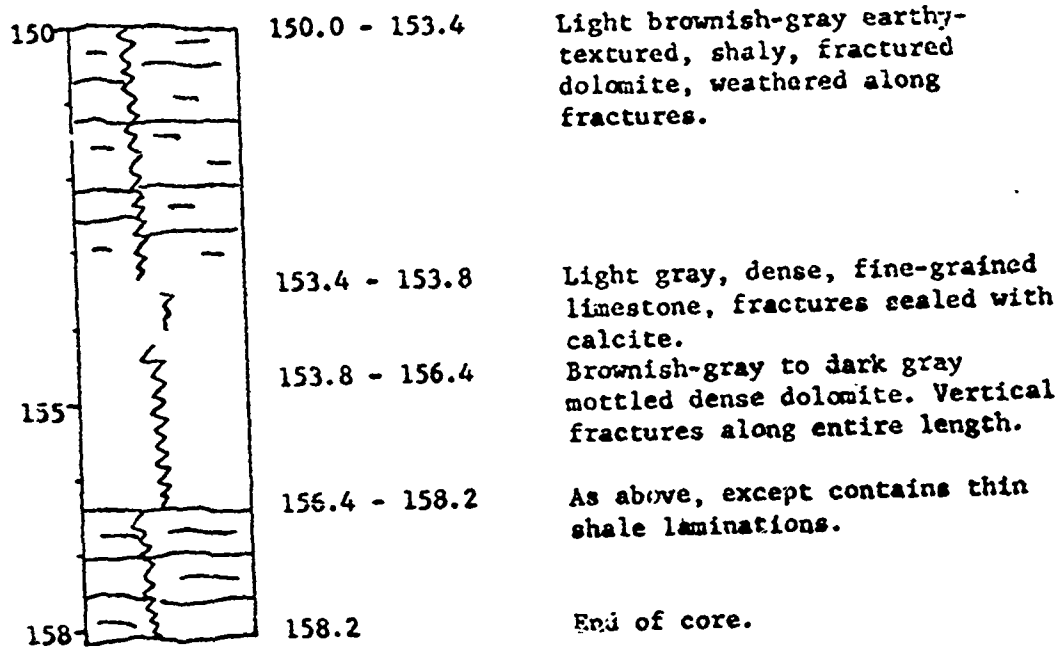 150
150.0 - 153.4
Light brownish-gray earthy-
textured, shaly, fractured
dolomite, weathered along
fractures.
153.4 - 153.8
Light gray, dense, fine-grained
limestone, fractures sealed with
calcite.
153.8 - 156.4
Brownish-gray to dark gray
mottled dense dolomite. Vertical
fractures along entire length.
155
156.4 - 158.2
As above, except contains thin
shale laminations.
158
158.2
End of core.